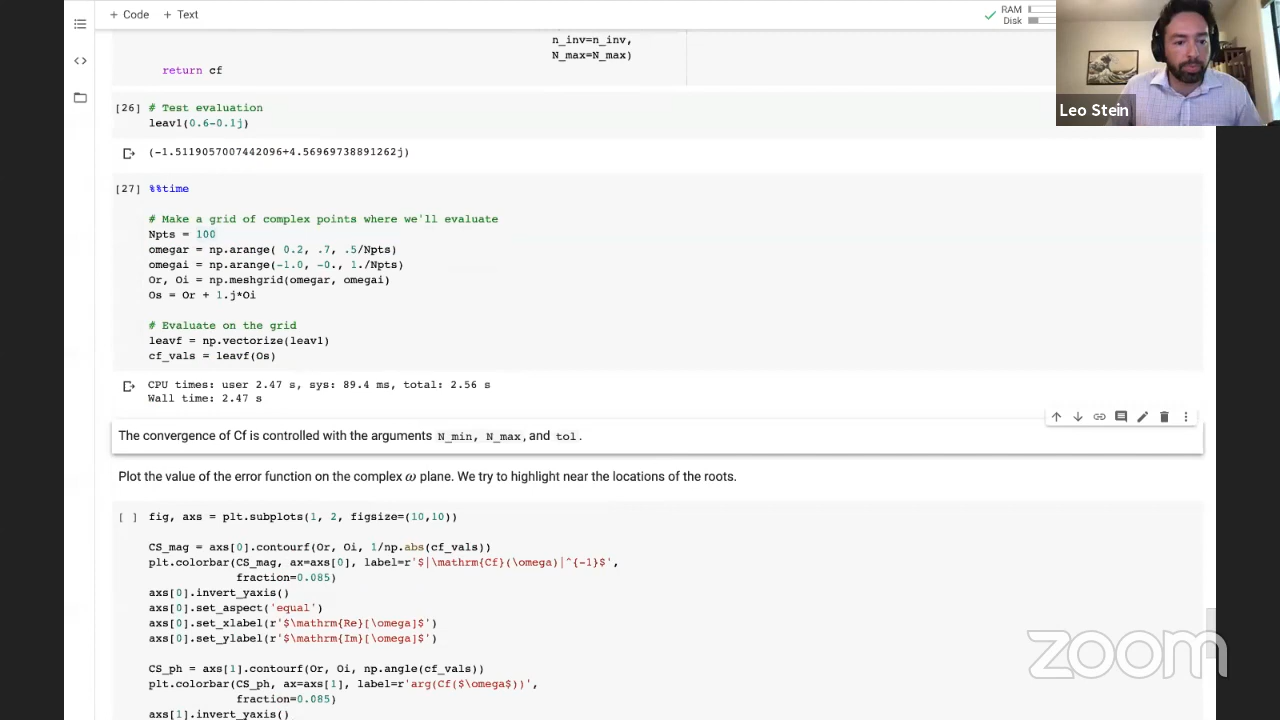 + Code + Text
RAM
Disk
n_inv=n_inv,
N_max=N_max)
return cf
Leo Stein
[26] # Test evaluation
leav1(0.6-0.1j)
(-1.5119057007442096+4.56969738891262j)
[27] %%time
# Make a grid of complex points where we'll evaluate
Npts = 100
omegar = np.arange( 0.2, .7, .5/Npts)
omegai = np.arange(-1.0, -0., 1./Npts)
Or, Oi = np.meshgrid(omegar, omegai)
Os = Or + 1.j*Oi
# Evaluate on the grid
leavf = np.vectorize(leav1)
cf_vals = leavf(Os)
CPU times: user 2.47 s, sys: 89.4 ms, total: 2.56 s
Wall time: 2.47 s
The convergence of Cf is controlled with the arguments N_min, N_max, and tol.
Plot the value of the error function on the complex ω plane. We try to highlight near the locations of the roots.
[ ] fig, axs = plt.subplots(1, 2, figsize=(10,10))
CS_mag = axs[0].contourf(Or, Oi, 1/np.abs(cf_vals))
plt.colorbar(CS_mag, ax=axs[0], label=r'$|\mathrm{Cf}(\omega)|^{-1}$',
fraction=0.085)
axs[0].invert_yaxis()
axs[0].set_aspect('equal')
axs[0].set_xlabel(r'$\mathrm{Re}[\omega]$')
axs[0].set_ylabel(r'$\mathrm{Im}[\omega]$')
CS_ph = axs[1].contourf(Or, Oi, np.angle(cf_vals))
plt.colorbar(CS_ph, ax=axs[1], label=r'arg(Cf($\omega$))',
fraction=0.085)
axs[1].invert_yaxis()
zoom